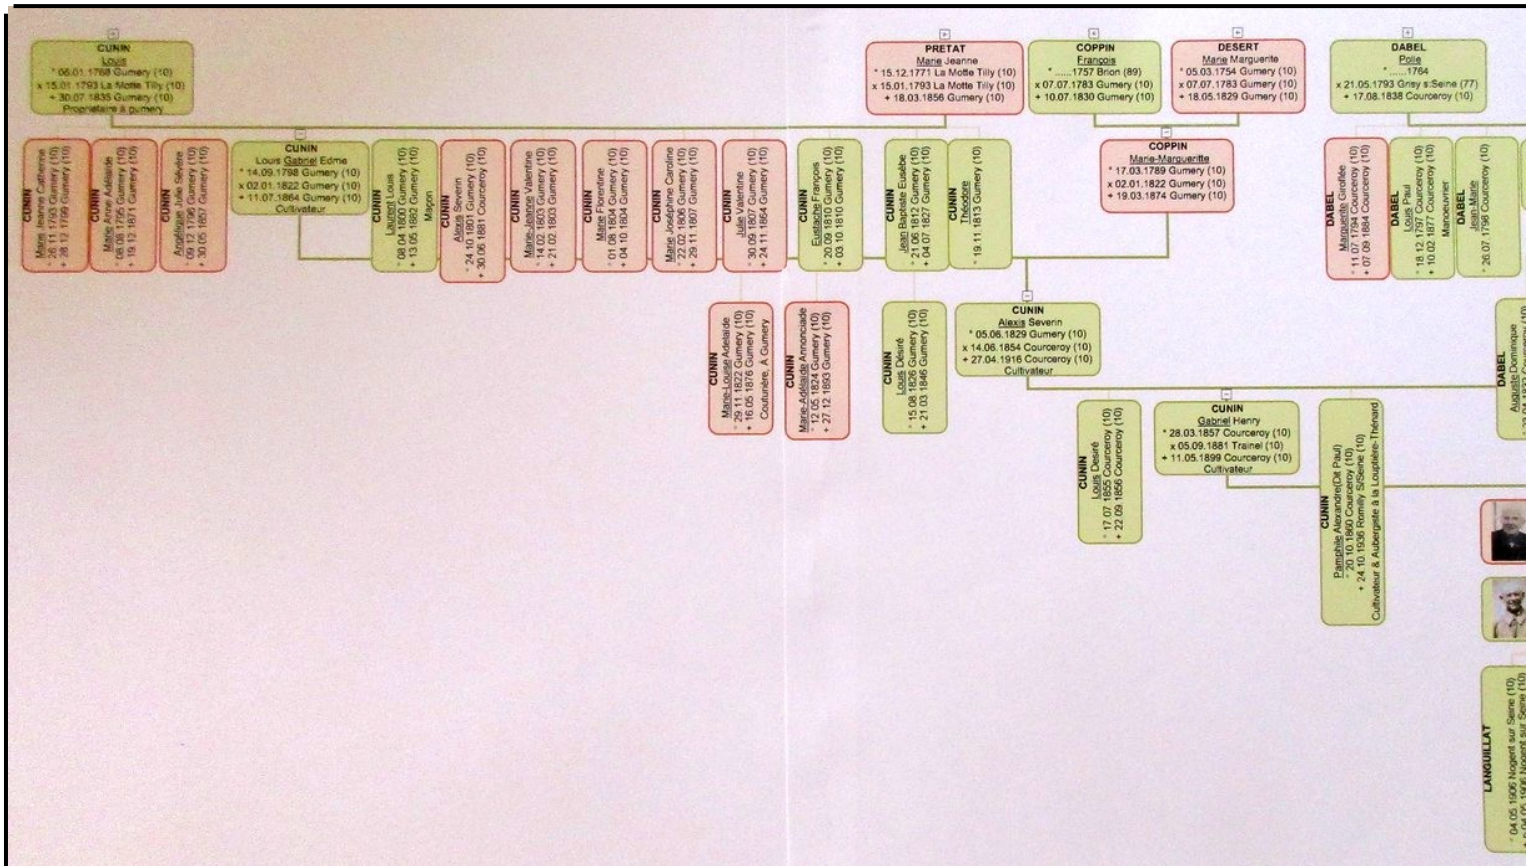 CUNIN
Louis
* 06.01.1768 Gumery (10)
x 15.01.1793 La Motte Tilly (10)
+ 30.07.1835 Gumery (10)
Propriétaire à gumery
PRETAT
Marie Jeanne
* 15.12.1771 La Motte Tilly (10)
x 15.01.1793 La Motte Tilly (10)
+ 18.03.1856 Gumery (10)
COPPIN
François
* ......1757 Brion (89)
x 07.07.1783 Gumery (10)
+ 10.07.1830 Gumery (10)
DESERT
Marie Marguerite
* 05.03.1754 Gumery (10)
x 07.07.1783 Gumery (10)
+ 18.05.1829 Gumery (10)
DABEL
Polle
* ......1764
x 21.05.1793 Grisy s:Seine (77)
+ 17.08.1838 Courceroy (10)
CUNIN
Marie Jeanne Catherine
* 26.11.1793 Gumery (10)
+ 28.12.1799 Gumery (10)
CUNIN
Marie Anne Adélaïde
* 08.08.1795 Gumery (10)
+ 19.12.1871 Gumery (10)
CUNIN
Angélique Julie Sévère
* 09.12.1796 Gumery (10)
+ 30.05.1857 Gumery (10)
CUNIN
Louis Gabriel Edme
* 14.09.1798 Gumery (10)
x 02.01.1822 Gumery (10)
+ 11.07.1864 Gumery (10)
Cultivateur
CUNIN
Laurent Louis
* 08.04.1800 Gumery (10)
+ 13.05.1882 Gumery (10)
Maçon
CUNIN
Alexis Severin
* 24.10.1801 Gumery (10)
+ 30.06.1881 Courceroy (10)
CUNIN
Marie-Jeanne Valentine
* 14.02.1803 Gumery (10)
+ 21.02.1803 Gumery (10)
CUNIN
Marie Florentine
* 01.08.1804 Gumery (10)
+ 04.10.1804 Gumery (10)
CUNIN
Marie Joséphine Caroline
* 22.02.1806 Gumery (10)
+ 29.11.1807 Gumery (10)
CUNIN
Julie Valentine
* 30.09.1807 Gumery (10)
+ 24.11.1864 Gumery (10)
CUNIN
Eustache François
* 20.09.1810 Gumery (10)
+ 03.10.1810 Gumery (10)
CUNIN
Jean Baptiste Eusèbe
* 21.06.1812 Gumery (10)
+ 04.07.1827 Gumery (10)
CUNIN
Théodore
* 19.11.1813 Gumery (10)
COPPIN
Marie-Margueritte
* 17.03.1789 Gumery (10)
x 02.01.1822 Gumery (10)
+ 19.03.1874 Gumery (10)
DABEL
Marguerite Giroflée
* 11.07.1794 Courceroy (10)
+ 07.09.1884 Courceroy (10)
DABEL
Louis Paul
* 18.12.1797 Courceroy (10)
+ 10.02.1877 Courceroy (10)
Manoeuvrier
DABEL
Jean-Marie
* 26.07.1798 Courceroy (10)
CUNIN
Marie-Louise Adelaïde
* 29.11.1822 Gumery (10)
+ 16.05.1876 Gumery (10)
Couturière, A Gumery
CUNIN
Marie-Adélaïde Annonciade
* 12.05.1824 Gumery (10)
+ 27.12.1893 Gumery (10)
CUNIN
Louis Désiré
* 15.08.1826 Gumery (10)
+ 21.03.1846 Gumery (10)
CUNIN
Alexis Severin
* 05.06.1829 Gumery (10)
x 14.06.1854 Courceroy (10)
+ 27.04.1916 Courceroy (10)
Cultivateur
DABEL
Auguste Dominique
CUNIN
Louis Desiré
* 17.07.1855 Courceroy (10)
+ 22.09.1856 Courceroy (10)
CUNIN
Gabriel Henry
* 28.03.1857 Courceroy (10)
x 05.09.1881 Trainel (10)
+ 11.05.1899 Courceroy (10)
Cultivateur
CUNIN
Pamphile Alexandre(Dit Paul)
* 20.10.1860 Courceroy (10)
+ 24.10.1936 Romilly S/Seine (10)
Cultivateur & Aubergiste à la Louptière-Thénard
LANGUILLAT
* 04.05.1906 Nogent sur Seine (10)
+ 04.05.1906 Nogent sur Seine (10)